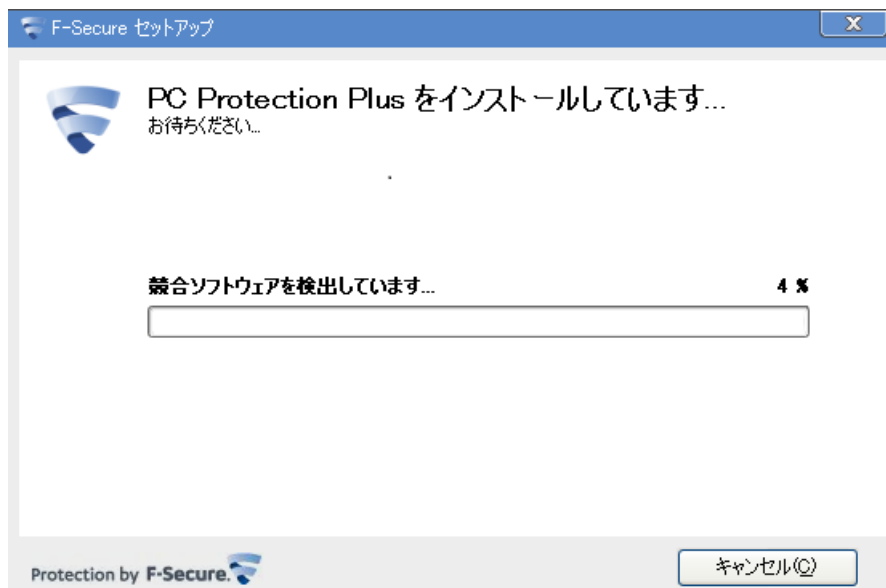 F-Secure セットアップ
PC Protection Plus をインストールしています...
お待ちください...
競合ソフトウェアを検出しています... 4 %
Protection by F-Secure.
キャンセル(C)